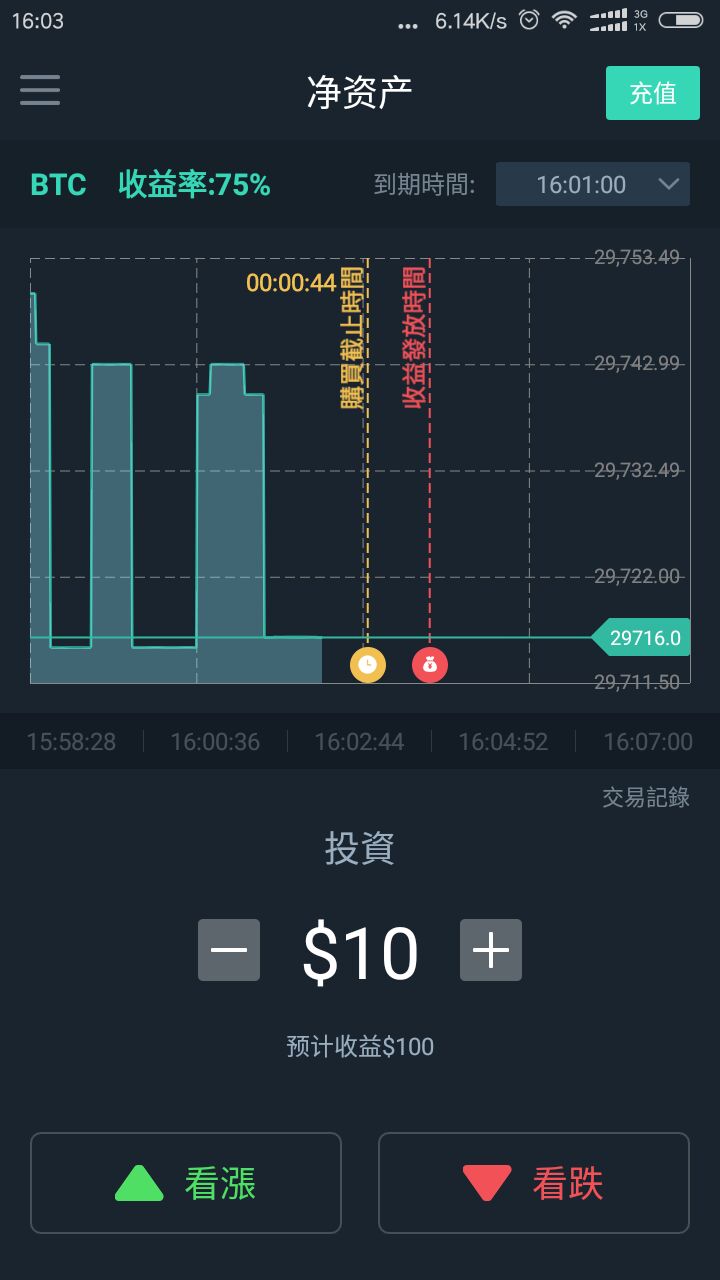 16:03
... 6.14K/s 3G 1X
净资产
充值
BTC 收益率:75%
到期時間: 16:01:00
29,753.49
00:00:44
購買截止時間
收益發放時間
29,742.99
29,732.49
29,722.00
29716.0
29,711.50
15:58:28 16:00:36 16:02:44 16:04:52 16:07:00
交易記錄
投資
$10
预计收益$100
看漲
看跌